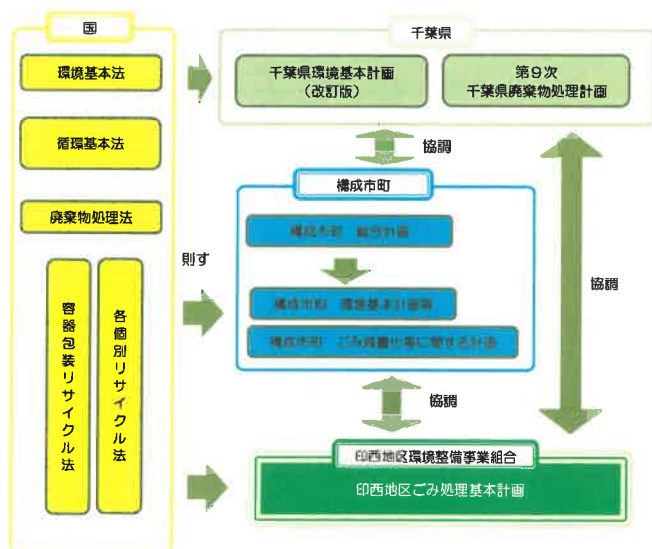 国
環境基本法
循環基本法
廃棄物処理法
容器包装リサイクル法
各個別リサイクル法
則す
千葉県
千葉県環境基本計画
（改訂版）
第９次
千葉県廃棄物処理計画
協調
構成市町
構成市町 総合計画
構成市町 環境基本計画等
構成市町 ごみ減量化等に関する計画
協調
協調
印西地区環境整備事業組合
印西地区ごみ処理基本計画